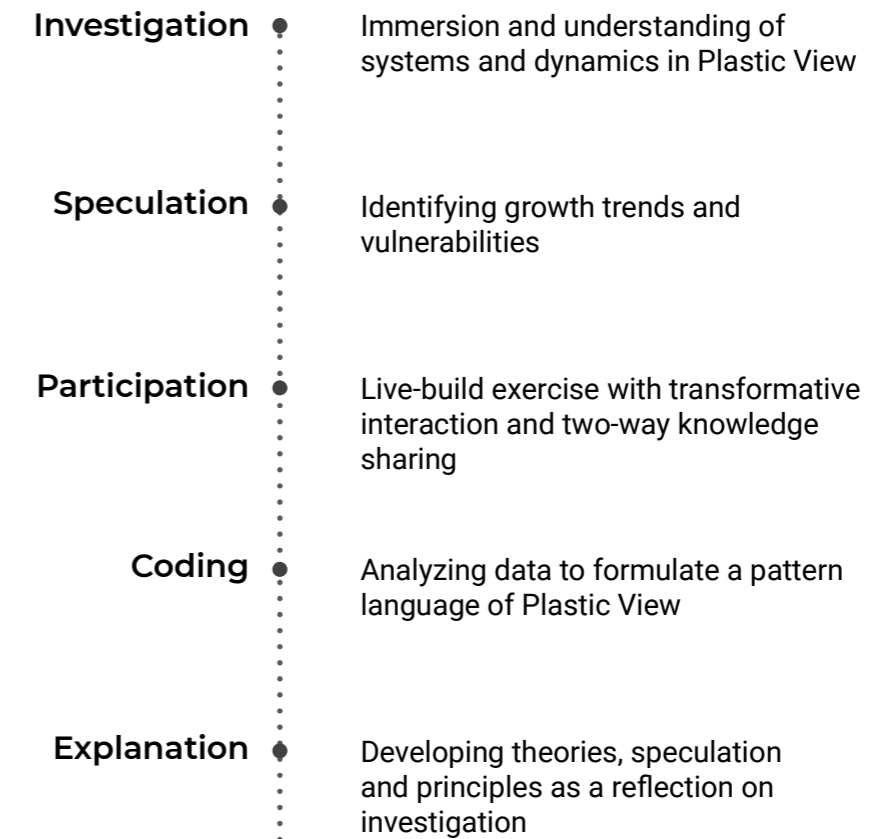 Investigation
Immersion and understanding of
systems and dynamics in Plastic View
Speculation
Identifying growth trends and
vulnerabilities
Participation
Live-build exercise with transformative
interaction and two-way knowledge
sharing
Coding
Analyzing data to formulate a pattern
language of Plastic View
Explanation
Developing theories, speculation
and principles as a reflection on
investigation